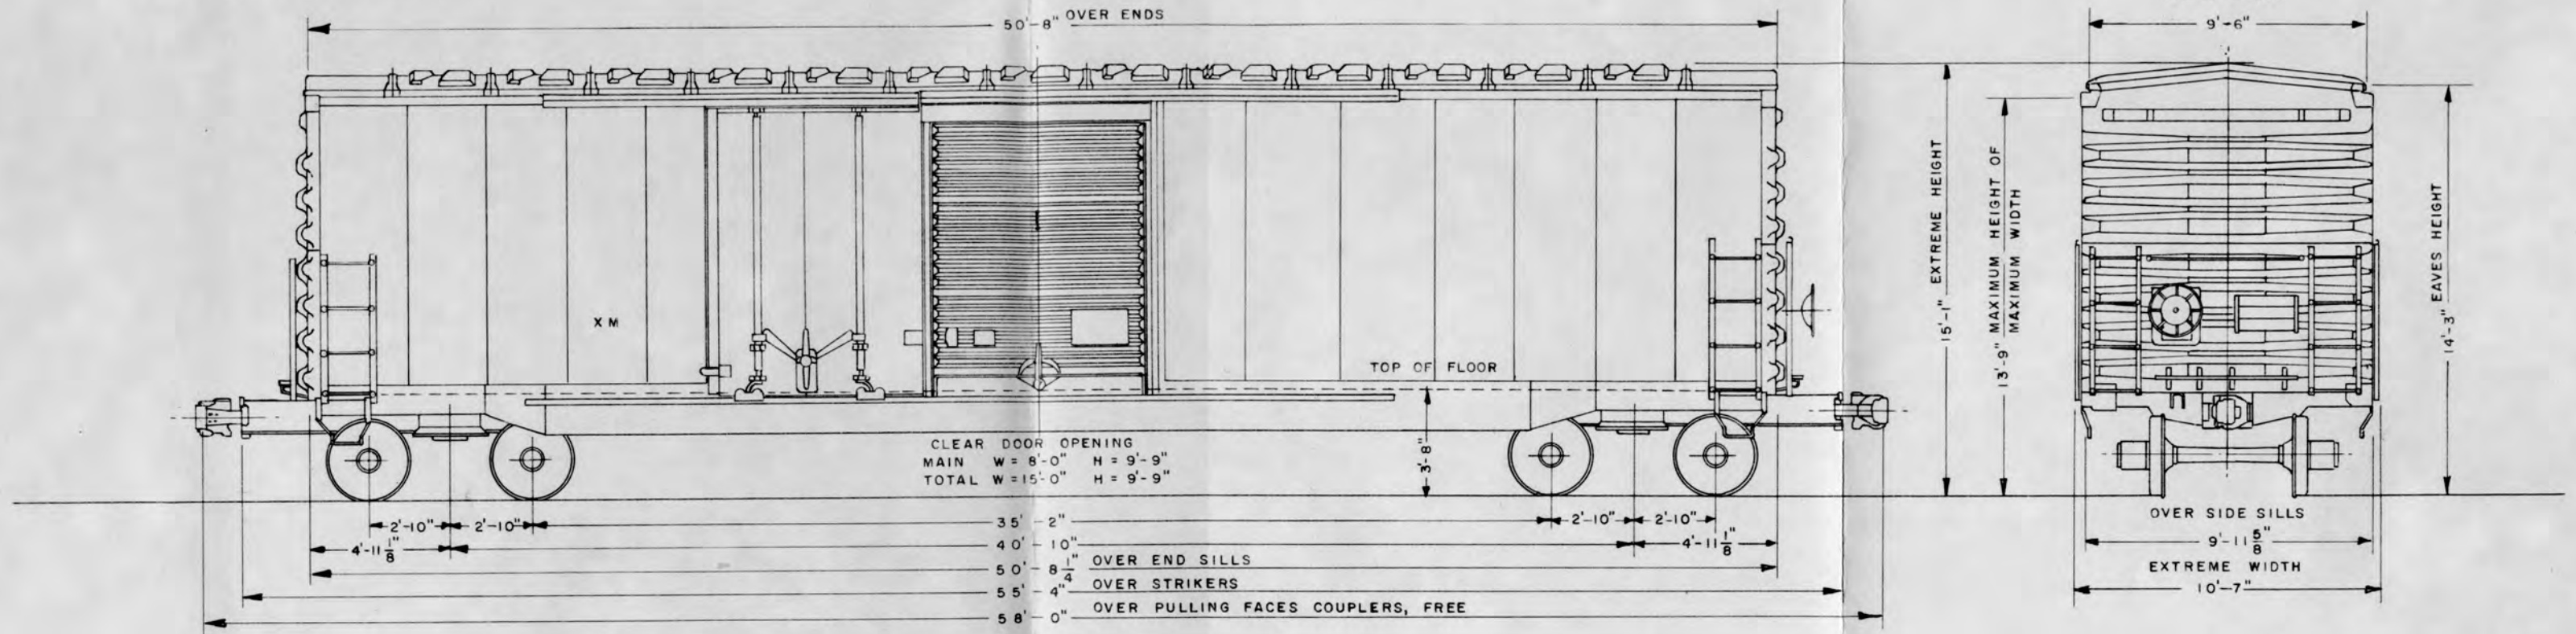 50'-8" OVER ENDS
9'-6"
XM
TOP OF FLOOR
15'-1" EXTREME HEIGHT
13'-9" MAXIMUM HEIGHT OF
MAXIMUM WIDTH
14'-3" EAVES HEIGHT
CLEAR DOOR OPENING
MAIN W = 8'-0" H = 9'-9"
TOTAL W = 15'-0" H = 9'-9"
3'-8"
2'-10" 2'-10" 35'-2" 2'-10" 2'-10"
4'-11 1/8" 40'-10" 4'-11 1/8"
50'-8 1/4" OVER END SILLS
55'-4" OVER STRIKERS
58'-0" OVER PULLING FACES COUPLERS, FREE
OVER SIDE SILLS
9'-11 5/8"
EXTREME WIDTH
10'-7"